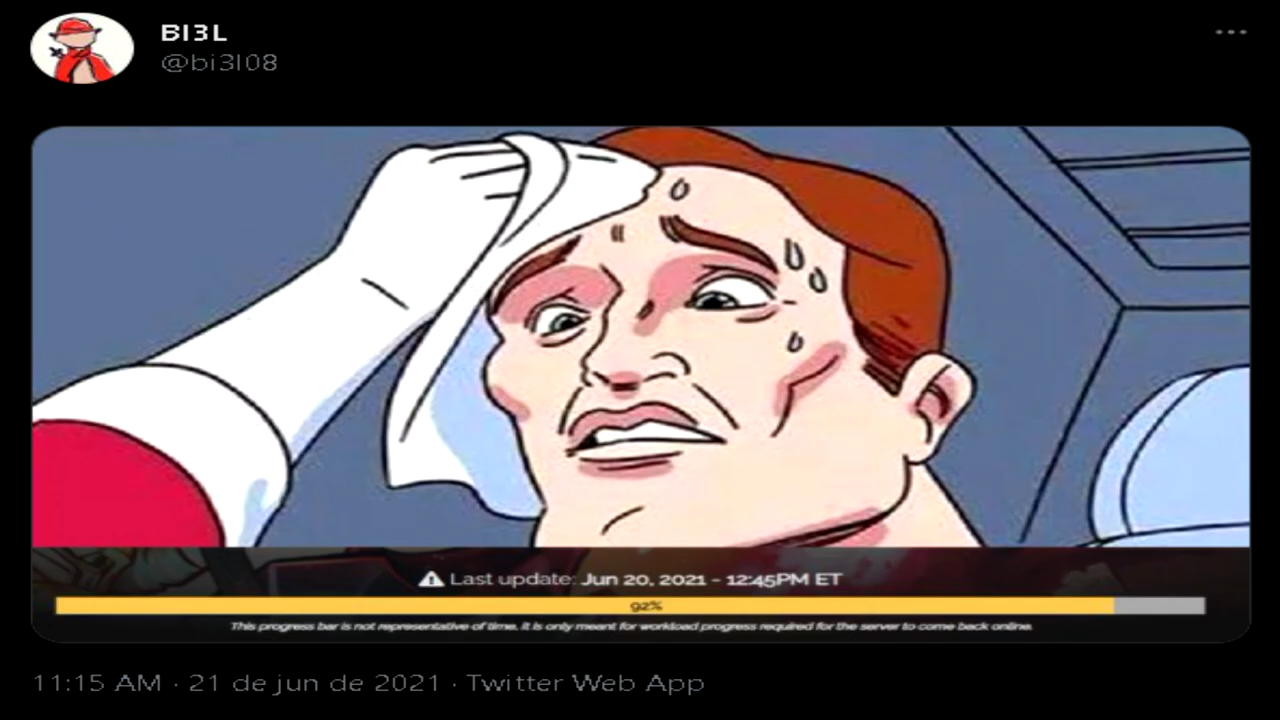 BI3L
@bi3l08
Last update: Jun 20, 2021 - 12:45PM ET
92%
This progress bar is not representative of time, it is only meant for workload progress required for the server to come back online.
11:15 AM · 21 de jun de 2021 · Twitter Web App